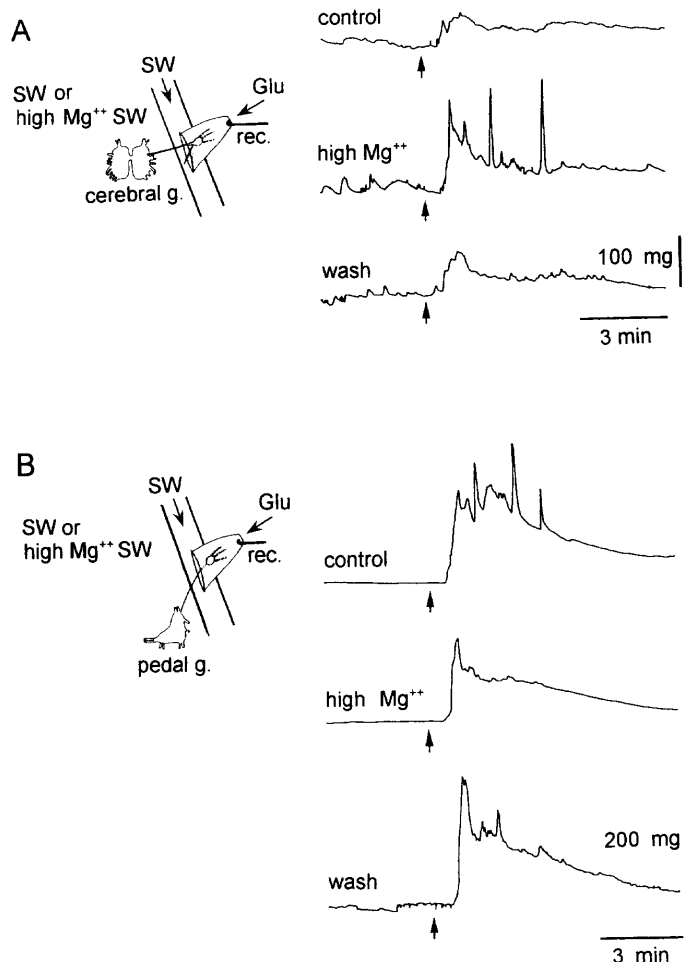 A
SW
Glu
SW or
high Mg⁺⁺ SW
rec.
cerebral g.
control
high Mg⁺⁺
wash
100 mg
3 min
B
SW
Glu
SW or
high Mg⁺⁺ SW
rec.
pedal g.
control
high Mg⁺⁺
wash
200 mg
3 min